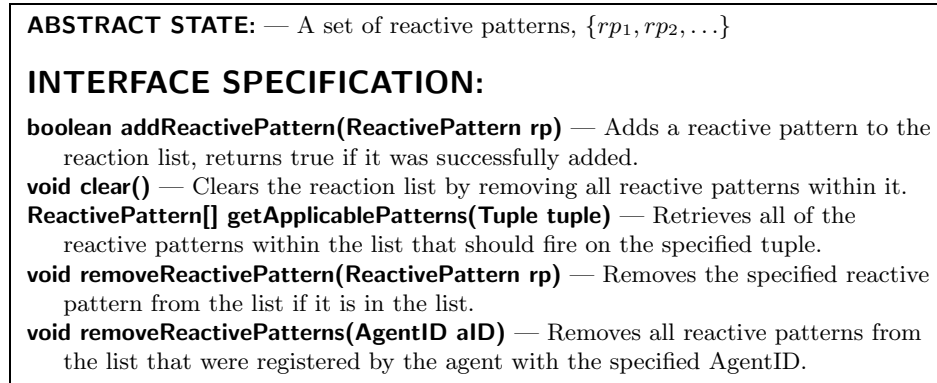 ABSTRACT STATE: — A set of reactive patterns, {rp₁, rp₂, . . .}
INTERFACE SPECIFICATION:
boolean addReactivePattern(ReactivePattern rp) — Adds a reactive pattern to the
reaction list, returns true if it was successfully added.
void clear() — Clears the reaction list by removing all reactive patterns within it.
ReactivePattern[] getApplicablePatterns(Tuple tuple) — Retrieves all of the
reactive patterns within the list that should fire on the specified tuple.
void removeReactivePattern(ReactivePattern rp) — Removes the specified reactive
pattern from the list if it is in the list.
void removeReactivePatterns(AgentID aID) — Removes all reactive patterns from
the list that were registered by the agent with the specified AgentID.